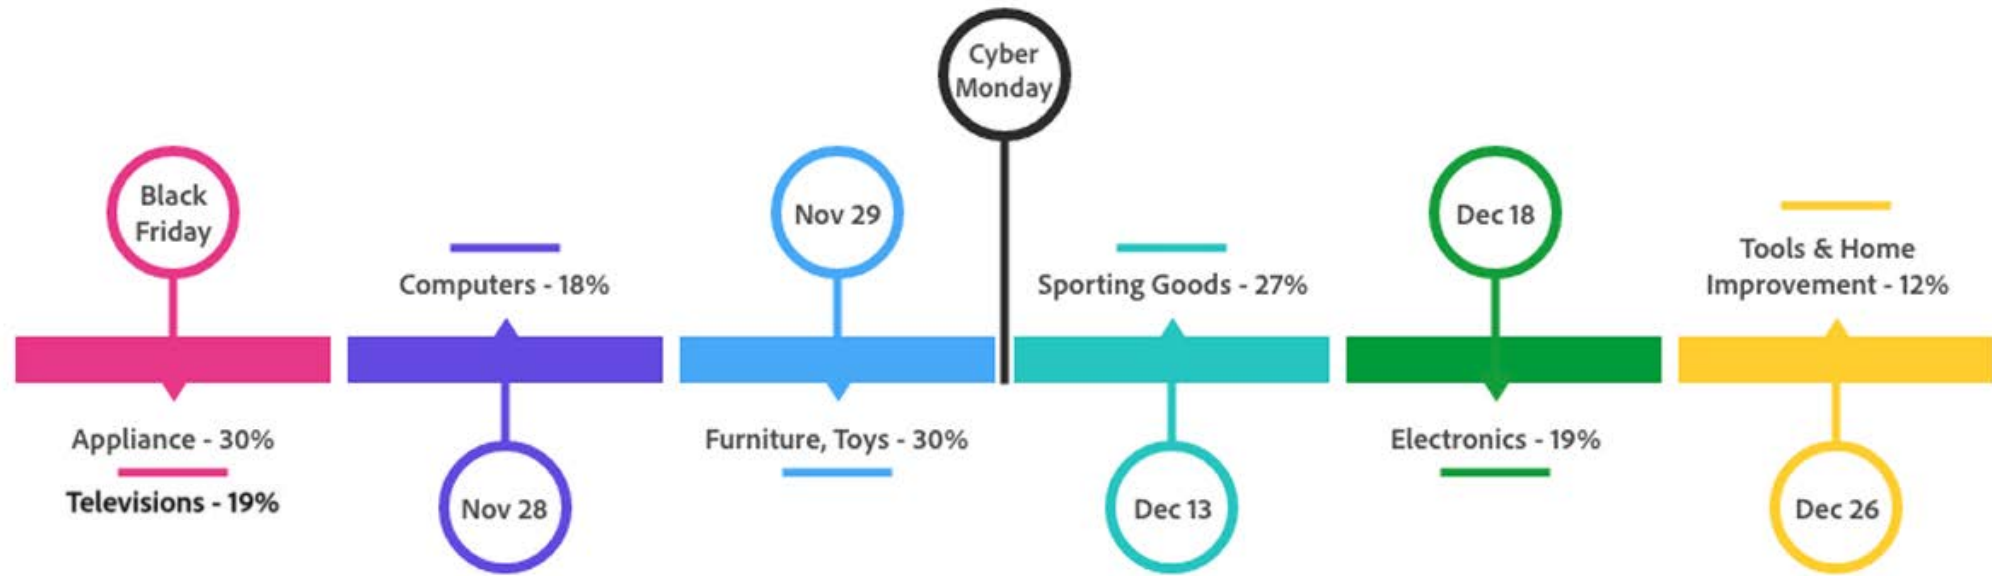 Cyber
Monday
Black
Friday
Nov 29
Dec 18
Computers - 18%
Sporting Goods - 27%
Tools & Home
Improvement - 12%
Appliance - 30%
Televisions - 19%
Furniture, Toys - 30%
Electronics - 19%
Nov 28
Dec 13
Dec 26